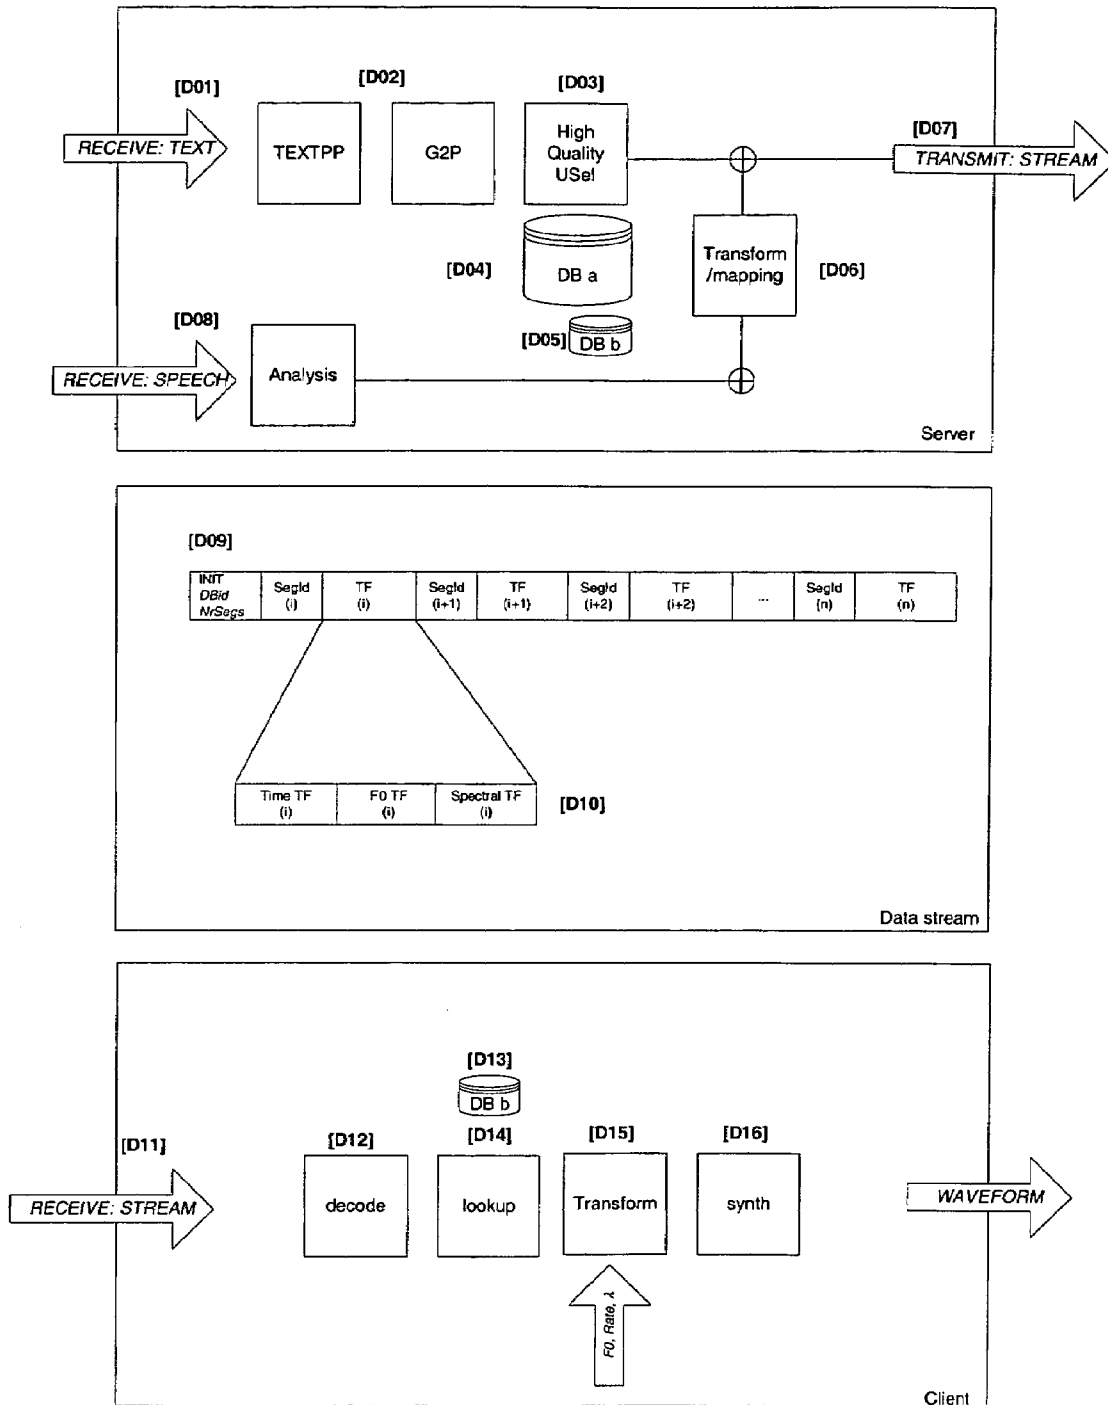 [D01]
[D02]
[D03]
RECEIVE: TEXT
TEXTPP
G2P
High
Quality
USel
[D07]
TRANSMIT: STREAM
[D04]
DB a
Transform
/mapping
[D06]
[D05]
DB b
[D08]
RECEIVE: SPEECH
Analysis
Server
[D09]
INIT
DBid
NrSegs
SegId
(i)
TF
(i)
SegId
(i+1)
TF
(i+1)
SegId
(i+2)
TF
(i+2)
...
SegId
(n)
TF
(n)
Time TF
(i)
F0 TF
(i)
Spectral TF
(i)
[D10]
Data stream
[D13]
DB b
[D11]
[D12]
[D14]
[D15]
[D16]
RECEIVE: STREAM
decode
lookup
Transform
synth
WAVEFORM
F0, Rate, λ
Client